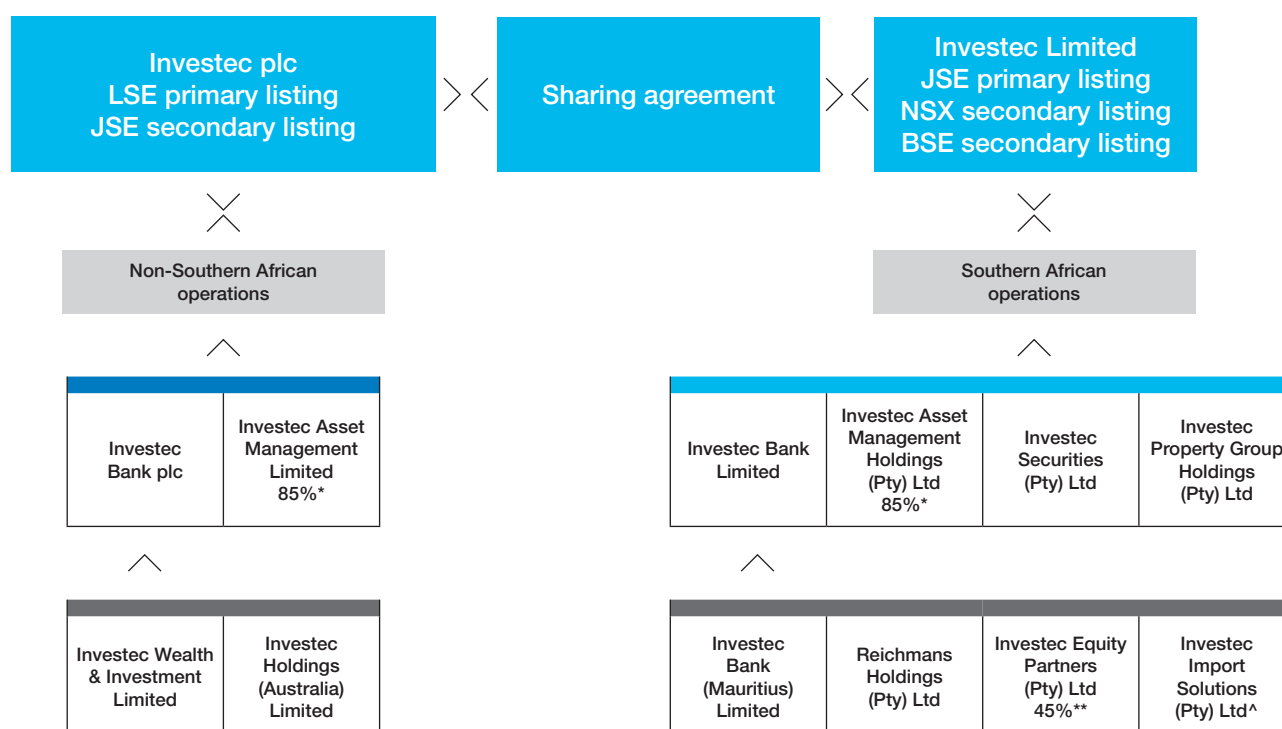 Investec plc
LSE primary listing
JSE secondary listing
Sharing agreement
Investec Limited
JSE primary listing
NSX secondary listing
BSE secondary listing
Non-Southern African
operations
Southern African
operations
Investec
Bank plc
Investec Asset
Management
Limited
85%*
Investec Bank
Limited
Investec Asset
Management
Holdings
(Pty) Ltd
85%*
Investec
Securities
(Pty) Ltd
Investec
Property Group
Holdings
(Pty) Ltd
Investec Wealth
& Investment
Limited
Investec
Holdings
(Australia)
Limited
Investec
Bank
(Mauritius)
Limited
Reichmans
Holdings
(Pty) Ltd
Investec Equity
Partners
(Pty) Ltd
45%**
Investec
Import
Solutions
(Pty) Ltd^